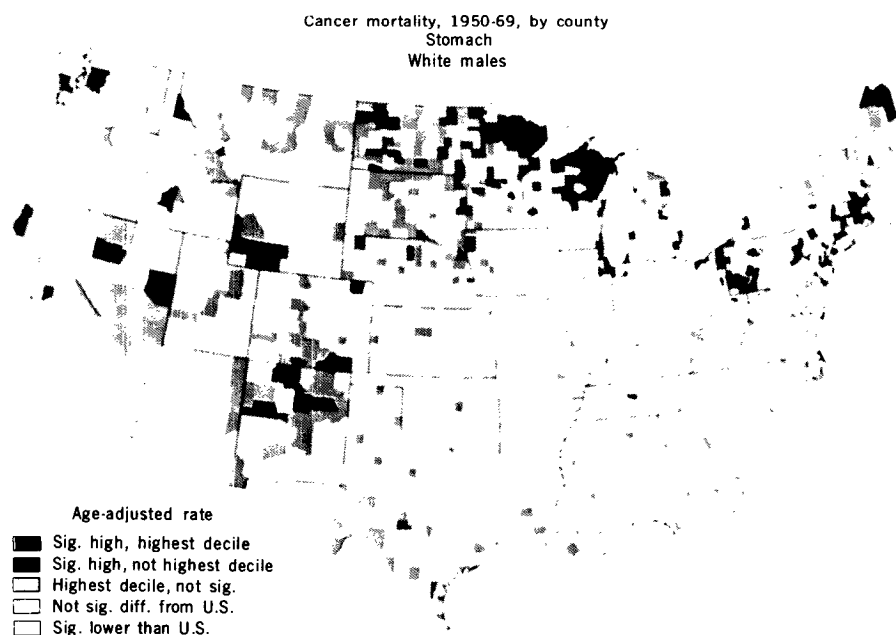 Cancer mortality, 1950-69, by county
Stomach
White males
Age-adjusted rate
Sig. high, highest decile
Sig. high, not highest decile
Highest decile, not sig.
Not sig. diff. from U.S.
Sig. lower than U.S.